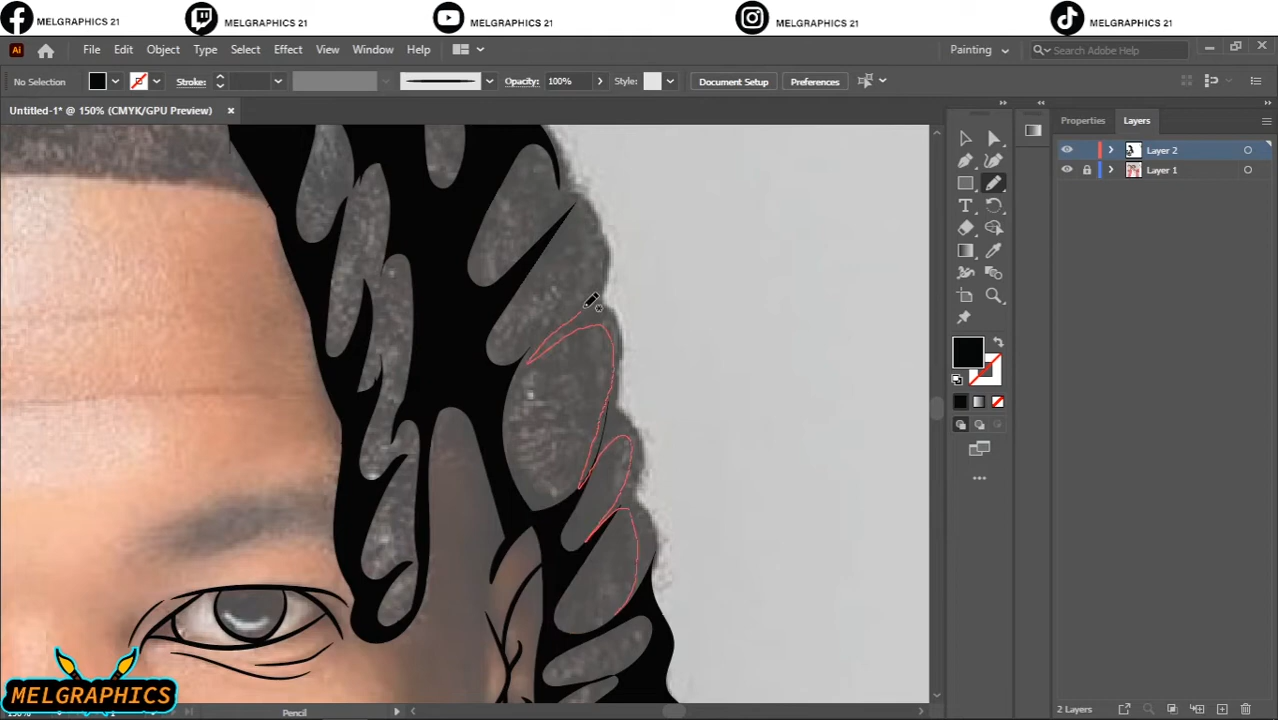 MELGRAPHICS 21
MELGRAPHICS 21
MELGRAPHICS 21
MELGRAPHICS 21
MELGRAPHICS 21
Ai File Edit Object Type Select Effect View Window Help Painting Search Adobe Help
No Selection Stroke: Opacity: 100% Style: Document Setup Preferences
Untitled-1* @ 150% (CMYK/GPU Preview)
Properties Layers
Layer 2
Layer 1
MELGRAPHICS
Pencil
2 Layers